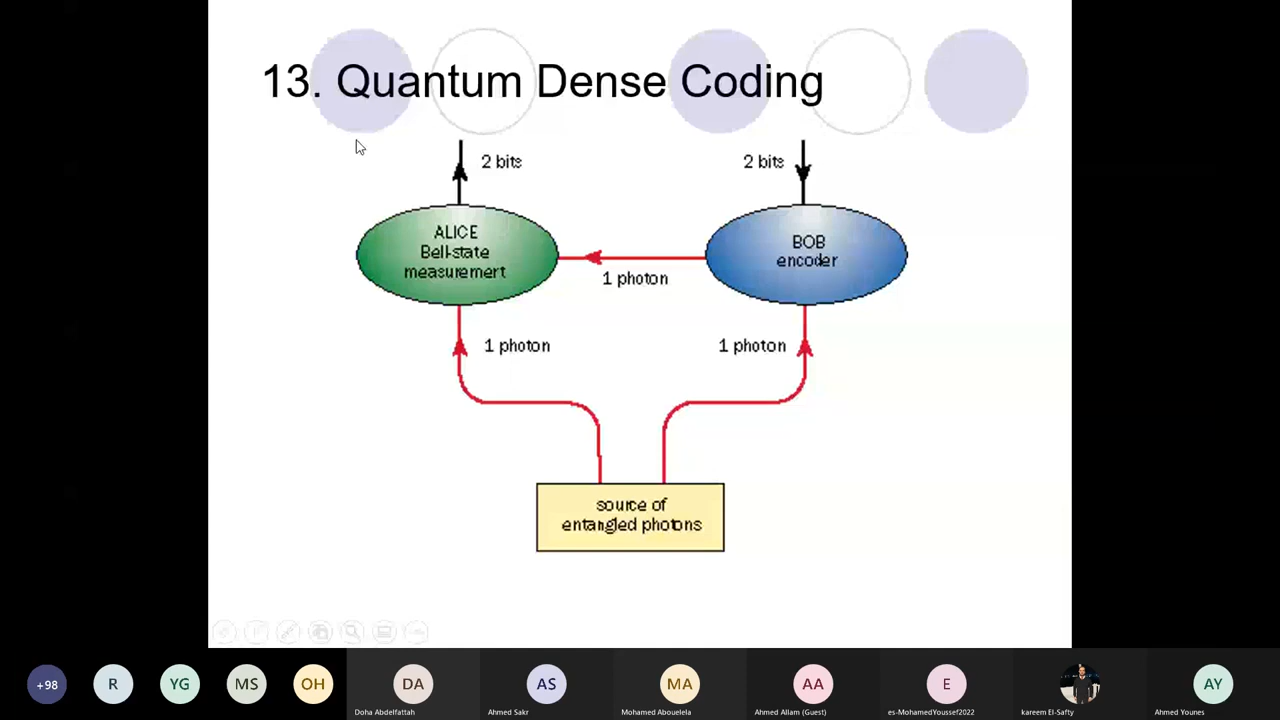 13. Quantum Dense Coding
2 bits
2 bits
ALICE
Bell-state
measurement
BOB
encoder
1 photon
1 photon
1 photon
source of
entangled photons
+98
R
YG
MS
OH
DA
AS
MA
AA
E
AY
Doha Abdelfattah
Ahmed Sakr
Mohamed Abouelela
Ahmed Allam (Guest)
es-MohamedYoussef2022
kareem El-Safty
Ahmed Younes